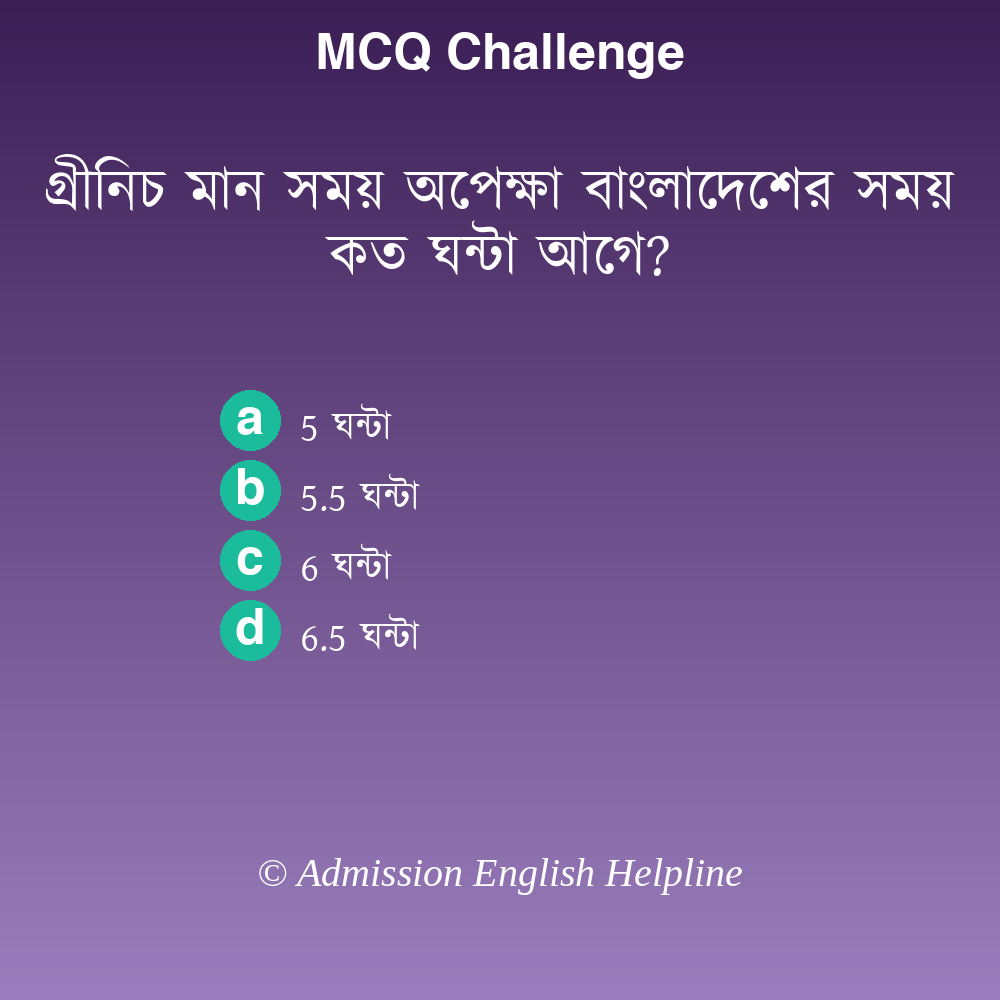 MCQ Challenge
গ্রীনিচ মান সময় অপেক্ষা বাংলাদেশের সময়
কত ঘন্টা আগে?
a 5 ঘন্টা
b 5.5 ঘন্টা
c 6 ঘন্টা
d 6.5 ঘন্টা
© Admission English Helpline